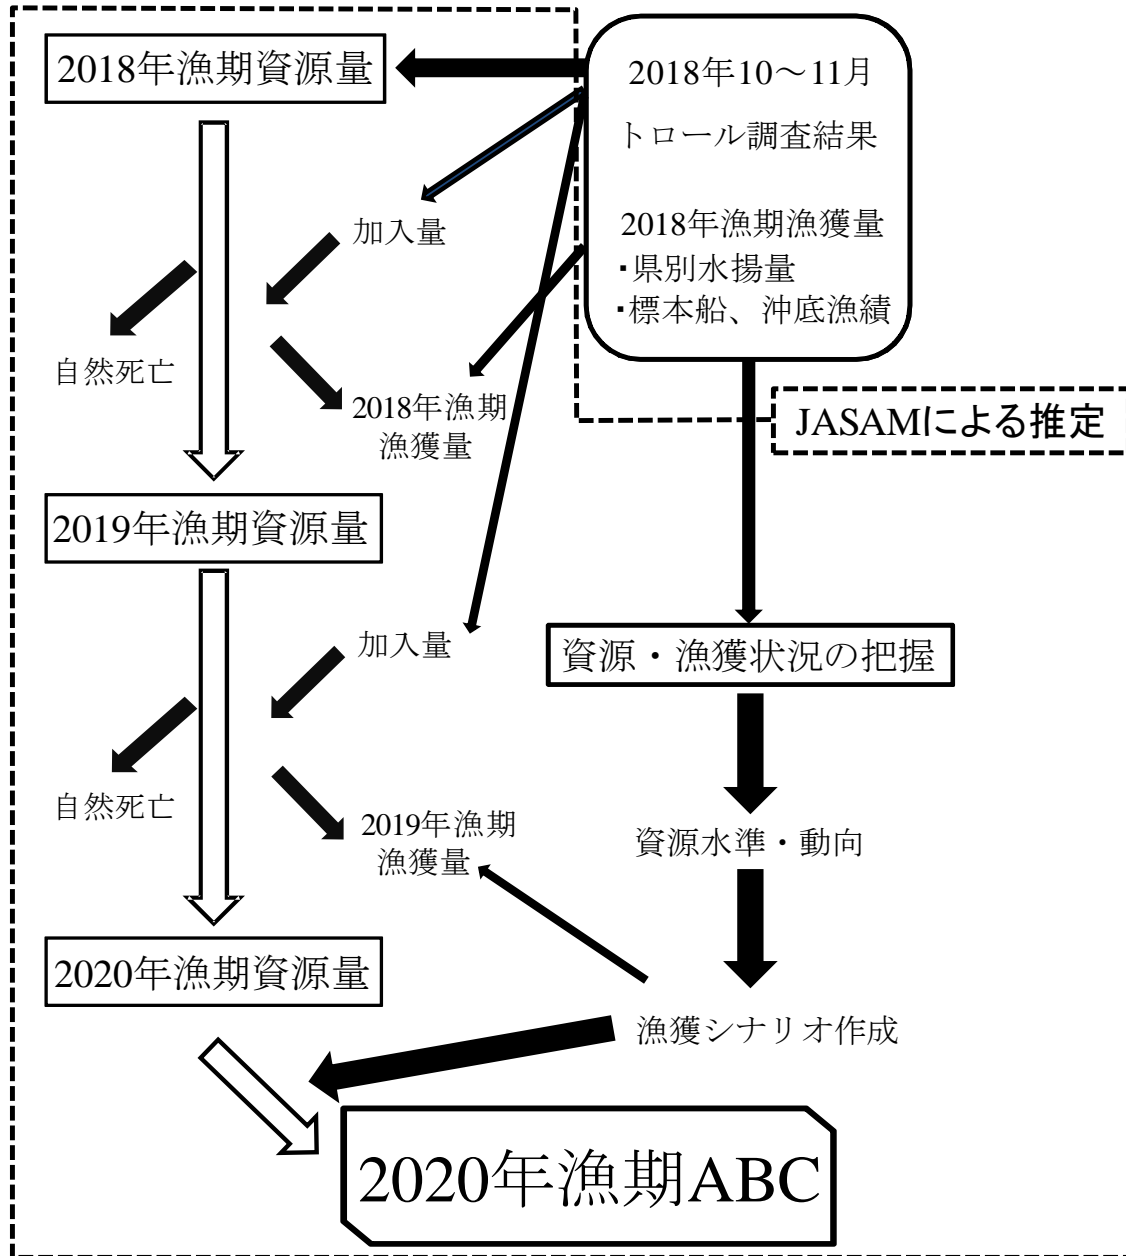 2018年漁期資源量
2018年10～11月
トロール調査結果
2018年漁期漁獲量
・県別水揚量
・標本船、沖底漁績
加入量
自然死亡
2018年漁期
漁獲量
JASAMによる推定
2019年漁期資源量
加入量
資源・漁獲状況の把握
自然死亡
2019年漁期
漁獲量
資源水準・動向
2020年漁期資源量
漁獲シナリオ作成
2020年漁期ABC